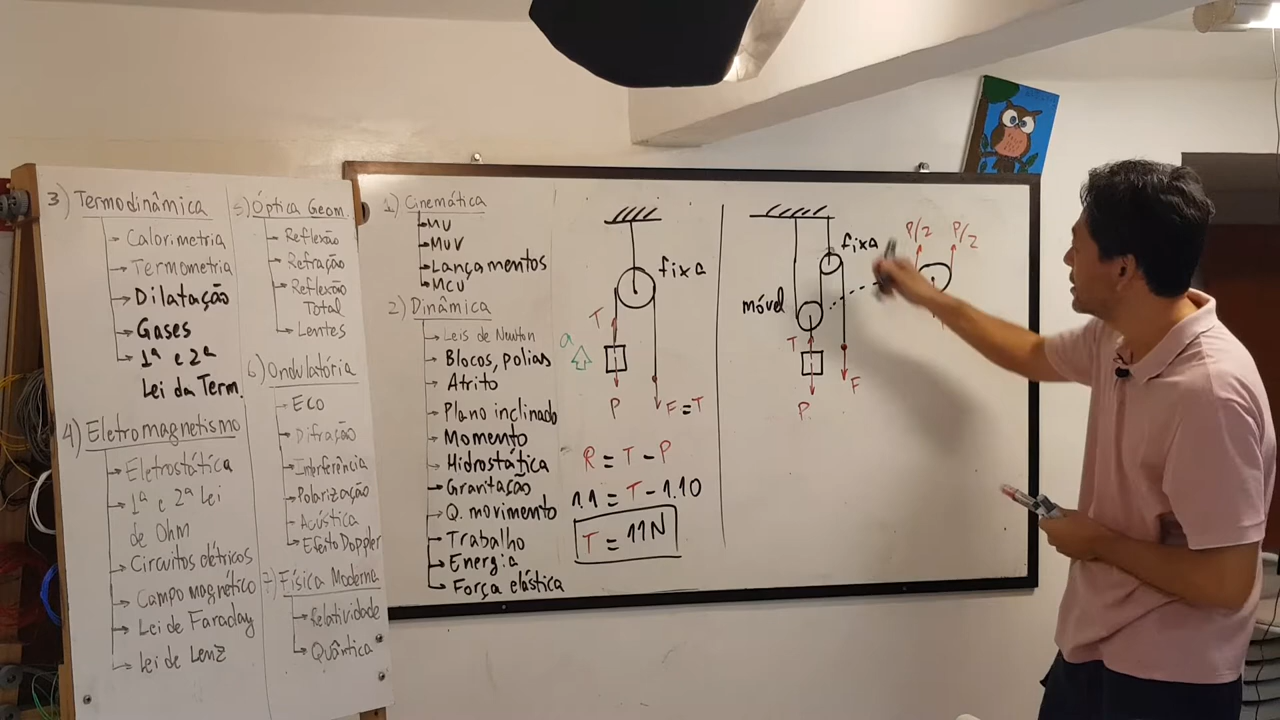 3) Termodinâmica
Calorimetria
Termometria
Dilatação
Gases
1ª e 2ª
Lei da Term.
4) Eletromagnetismo
Eletrostática
1ª e 2ª Lei
de Ohm
Circuitos elétricos
Campo magnético
Lei de Faraday
Lei de Lenz
5) Óptica Geom.
Reflexão
Refração
Reflexão
Total
Lentes
6) Ondulatória
Eco
Difração
Interferência
Polarização
Acústica
Efeito Doppler
7) Física Moderna
Relatividade
Quântica
1) Cinemática
MU
MUV
Lançamentos
MCU
2) Dinâmica
Leis de Newton
Blocos, polias
Atrito
Plano inclinado
Momento
Hidrostática
Gravitação
Q. movimento
Trabalho
Energia
Força elástica
fixa
T
a
P
F = T
R = T - P
1.1 = T - 1.10
T = 11N
fixa
móvel
T
P
F
P/2 P/2